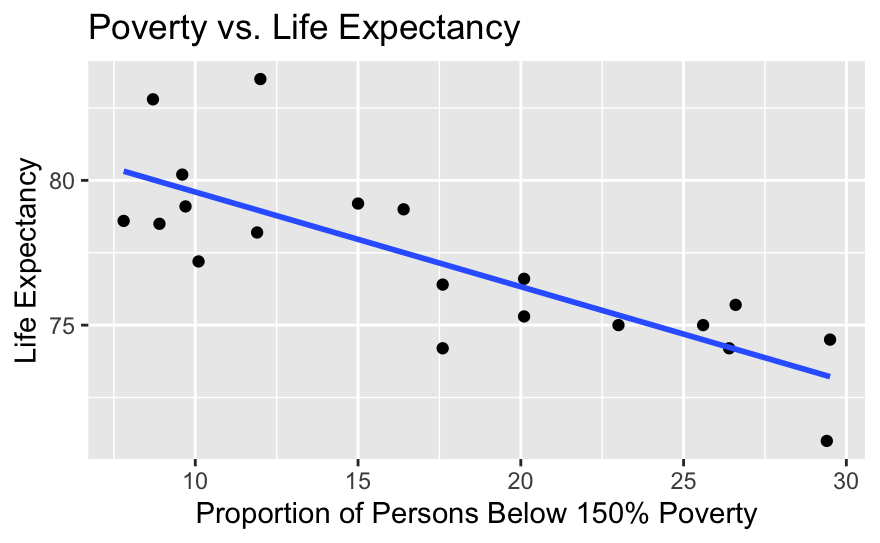 Poverty vs. Life Expectancy
Life Expectancy
80
75
10 15 20 25 30
Proportion of Persons Below 150% Poverty